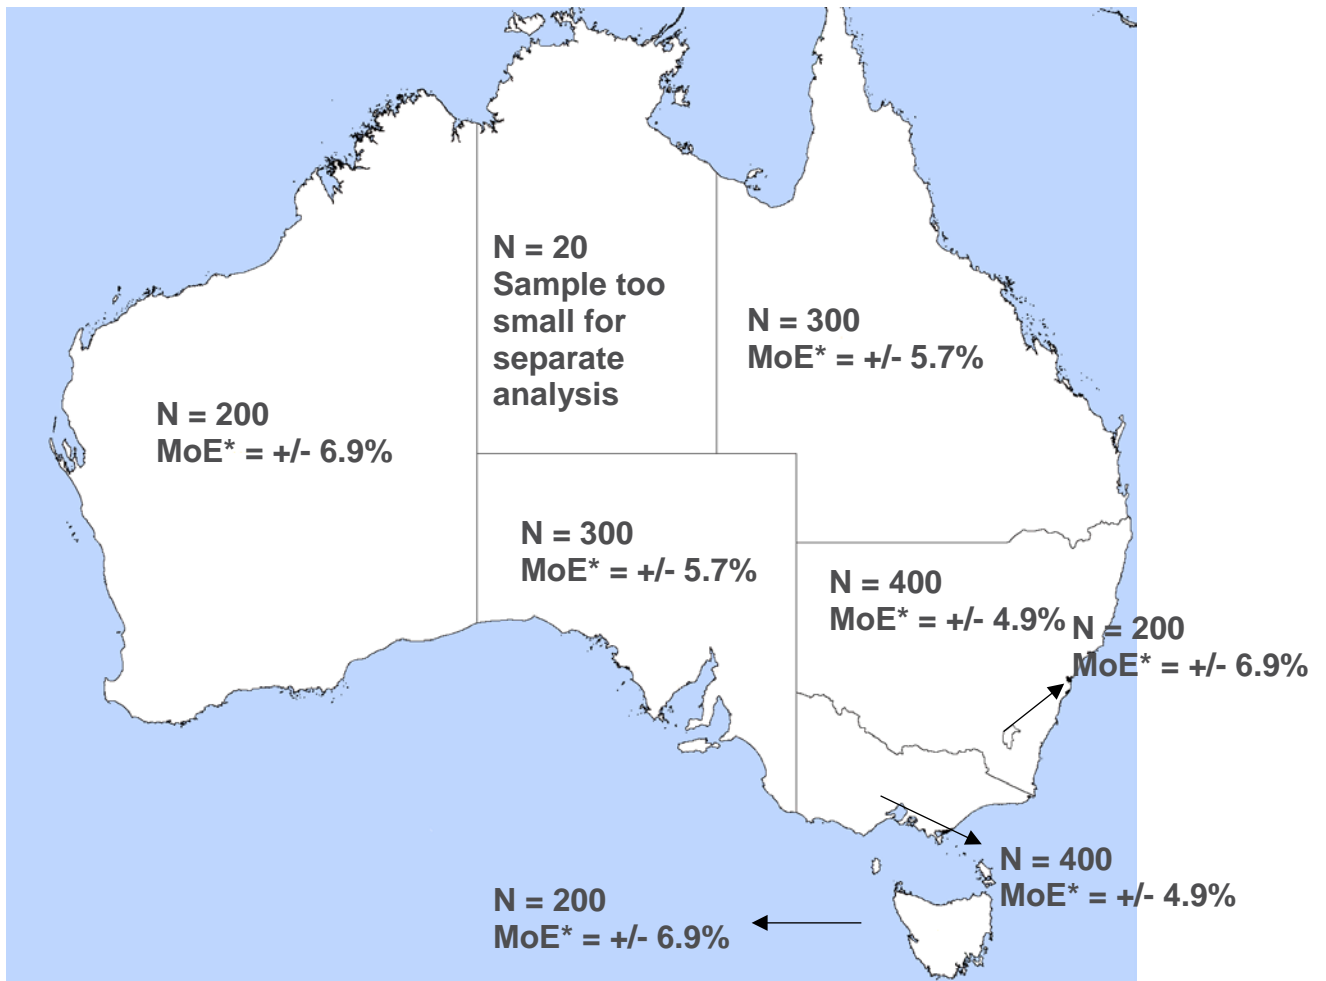 N = 20
Sample too
small for
separate
analysis
N = 300
MoE* = +/- 5.7%
N = 200
MoE* = +/- 6.9%
N = 300
MoE* = +/- 5.7%
N = 400
MoE* = +/- 4.9%
N = 200
MoE* = +/- 6.9%
N = 400
MoE* = +/- 4.9%
N = 200
MoE* = +/- 6.9%